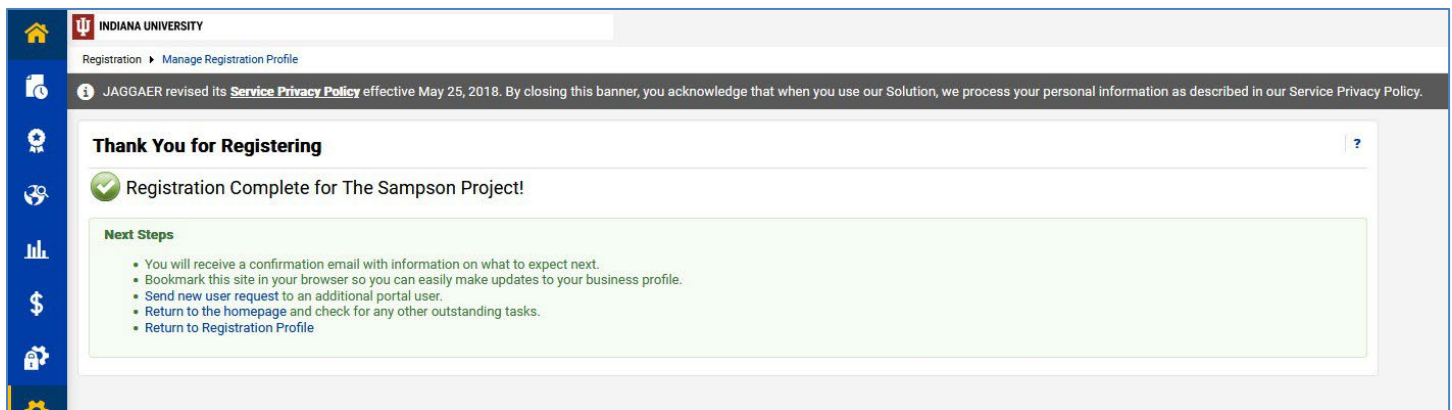 INDIANA UNIVERSITY
Registration ▸ Manage Registration Profile
JAGGAER revised its Service Privacy Policy effective May 25, 2018. By closing this banner, you acknowledge that when you use our Solution, we process your personal information as described in our Service Privacy Policy.
Thank You for Registering ?
Registration Complete for The Sampson Project!
Next Steps
• You will receive a confirmation email with information on what to expect next.
• Bookmark this site in your browser so you can easily make updates to your business profile.
• Send new user request to an additional portal user.
• Return to the homepage and check for any other outstanding tasks.
• Return to Registration Profile